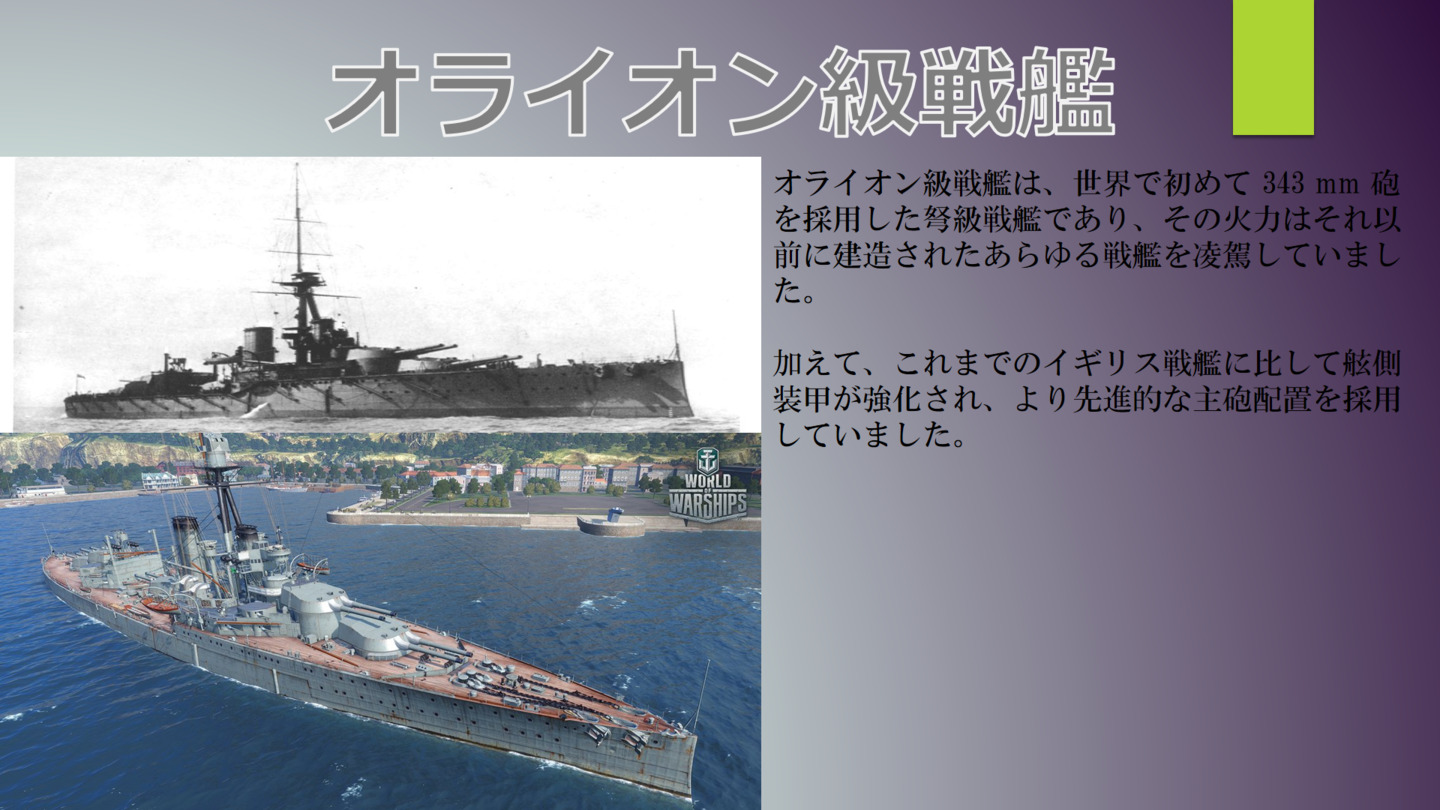 オライオン級戦艦
オライオン級戦艦は、世界で初めて 343 mm 砲
を採用した弩級戦艦であり、その火力はそれ以
前に建造されたあらゆる戦艦を凌駕していまし
た。
加えて、これまでのイギリス戦艦に比して舷側
装甲が強化され、より先進的な主砲配置を採用
していました。
WORLD
OF
WARSHIPS